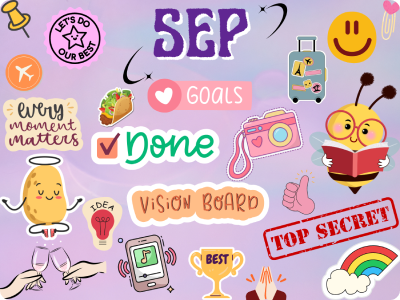 SEP
LET'S DO
OUR BEST
GOALS
every
moment
matters
Done
VISION BOARD
IDEA
TOP SECRET
BEST